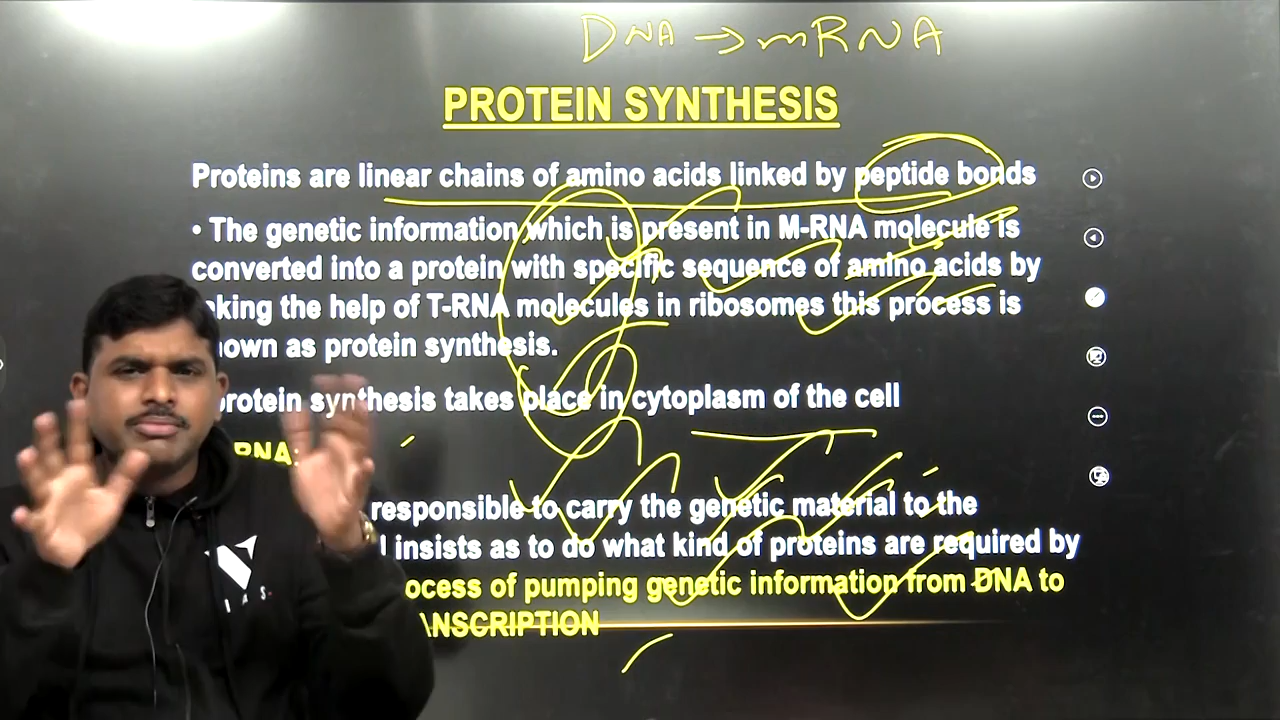 DNA → mRNA
PROTEIN SYNTHESIS
Proteins are linear chains of amino acids linked by peptide bonds
• The genetic information which is present in M-RNA molecule is
converted into a protein with specific sequence of amino acids by
aking the help of T-RNA molecules in ribosomes this process is
nown as protein synthesis.
protein synthesis takes place in cytoplasm of the cell
RNA
responsible to carry the genetic material to the
insists as to do what kind of proteins are required by
ocess of pumping genetic information from DNA to
ANSCRIPTION
IAS